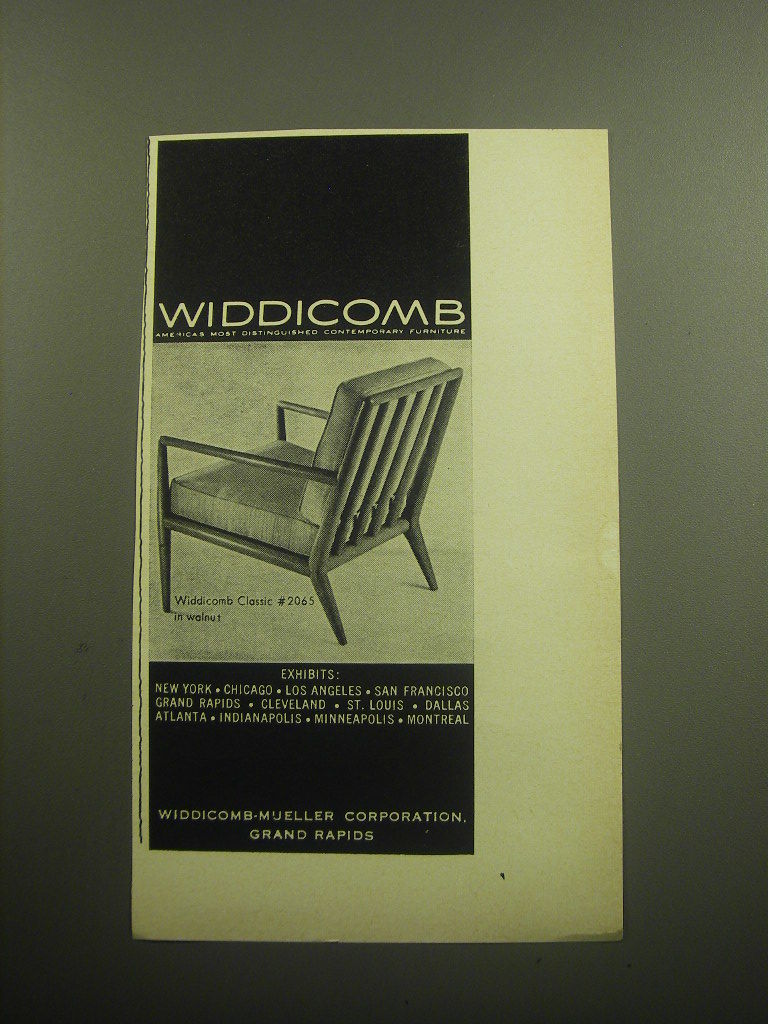 WIDDICOMB
AMERICAS MOST DISTINGUISHED CONTEMPORARY FURNITURE
Widdicomb Classic #2065
in walnut
EXHIBITS:
NEW YORK • CHICAGO • LOS ANGELES • SAN FRANCISCO
GRAND RAPIDS • CLEVELAND • ST. LOUIS • DALLAS
ATLANTA • INDIANAPOLIS • MINNEAPOLIS • MONTREAL
WIDDICOMB-MUELLER CORPORATION,
GRAND RAPIDS